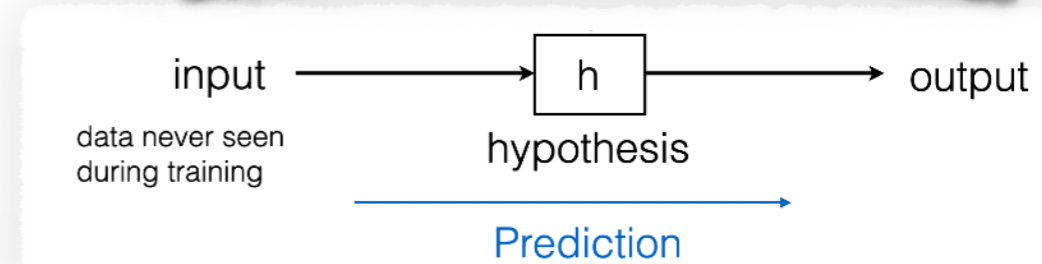 input
h
output
data never seen
during training
hypothesis
Prediction